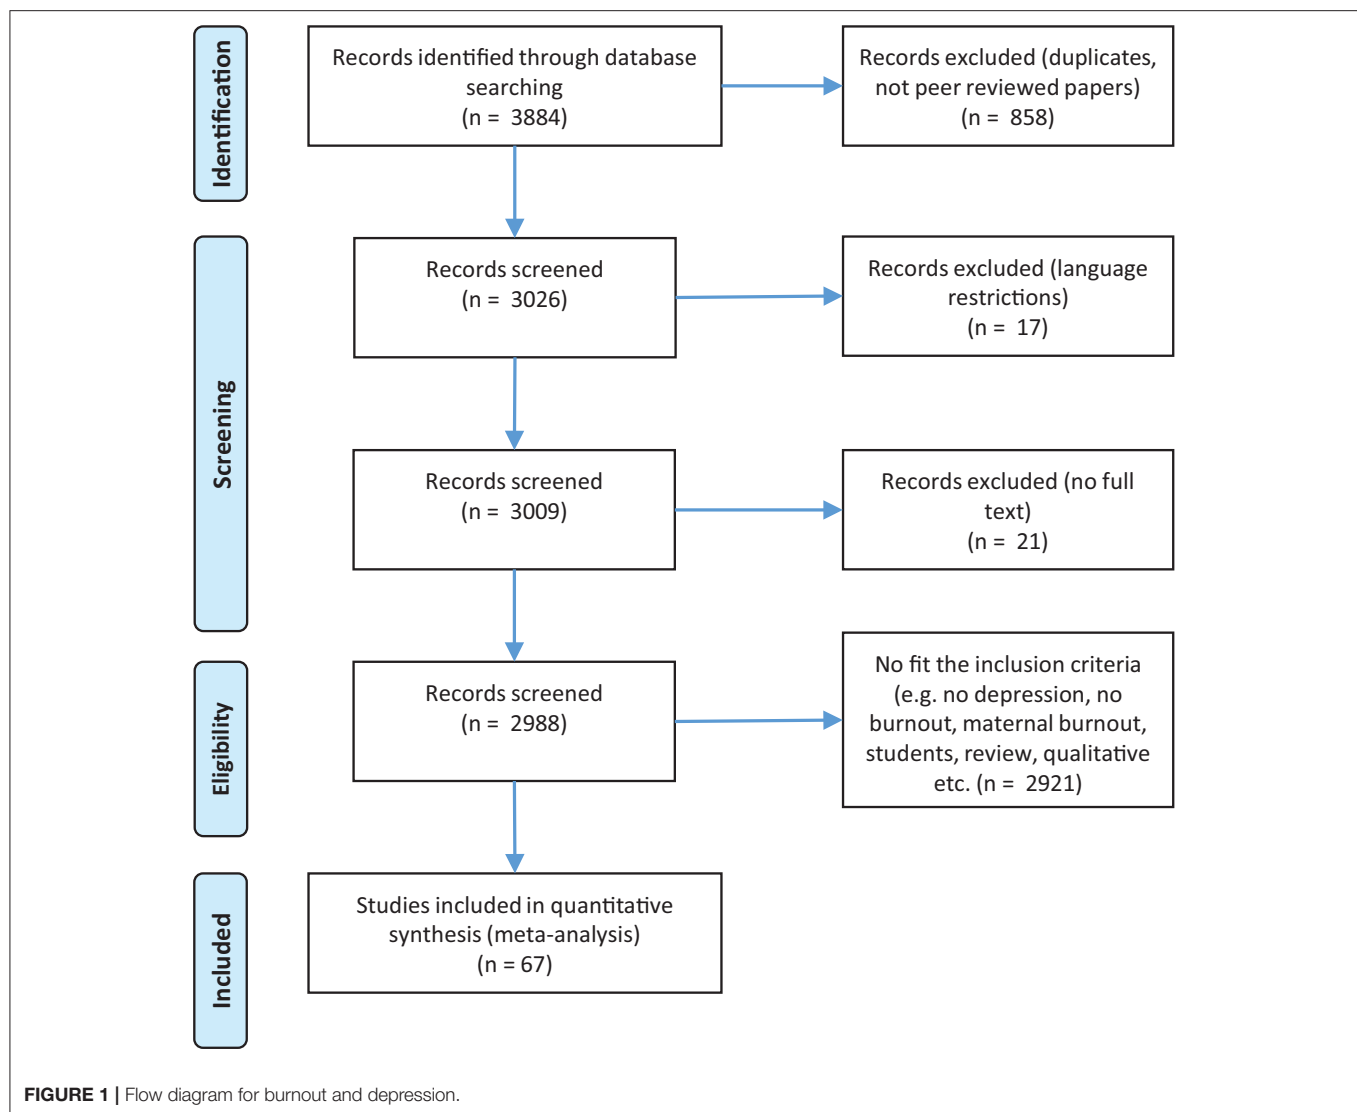 Identification
Records identified through database
searching
(n = 3884)
Records excluded (duplicates,
not peer reviewed papers)
(n = 858)
Screening
Records screened
(n = 3026)
Records excluded (language
restrictions)
(n = 17)
Records screened
(n = 3009)
Records excluded (no full
text)
(n = 21)
Eligibility
Records screened
(n = 2988)
No fit the inclusion criteria
(e.g. no depression, no
burnout, maternal burnout,
students, review, qualitative
etc. (n = 2921)
Included
Studies included in quantitative
synthesis (meta-analysis)
(n = 67)
FIGURE 1 | Flow diagram for burnout and depression.